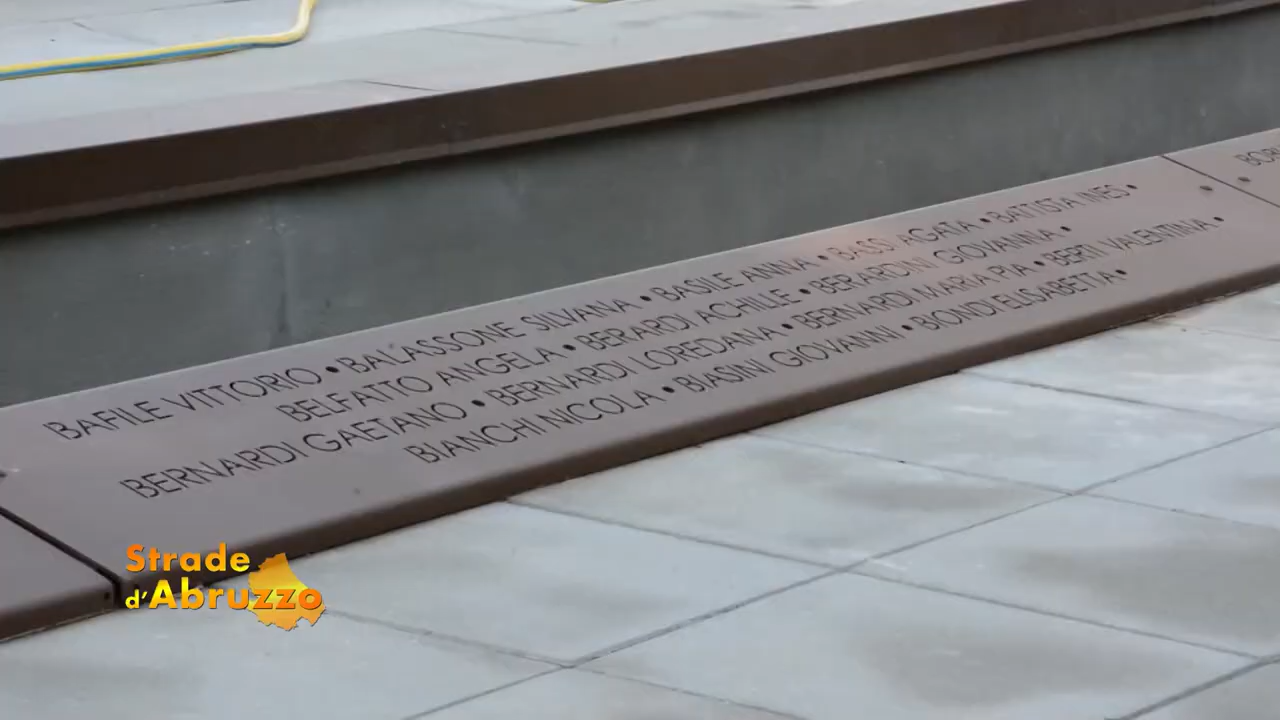 BAFILE VITTORIO • BALASSONE SILVANA • BASILE ANNA • BASSI AGATA • BATTISTA INES •
BELFATTO ANGELA • BERARDI ACHILLE • BERARDINI GIOVANNA •
BERNARDI GAETANO • BERNARDI LOREDANA • BERNARDI MARIA PIA • BERTI VALENTINA •
BIANCHI NICOLA • BIASINI GIOVANNI • BIONDI ELISABETTA •
Strade
d'Abruzzo